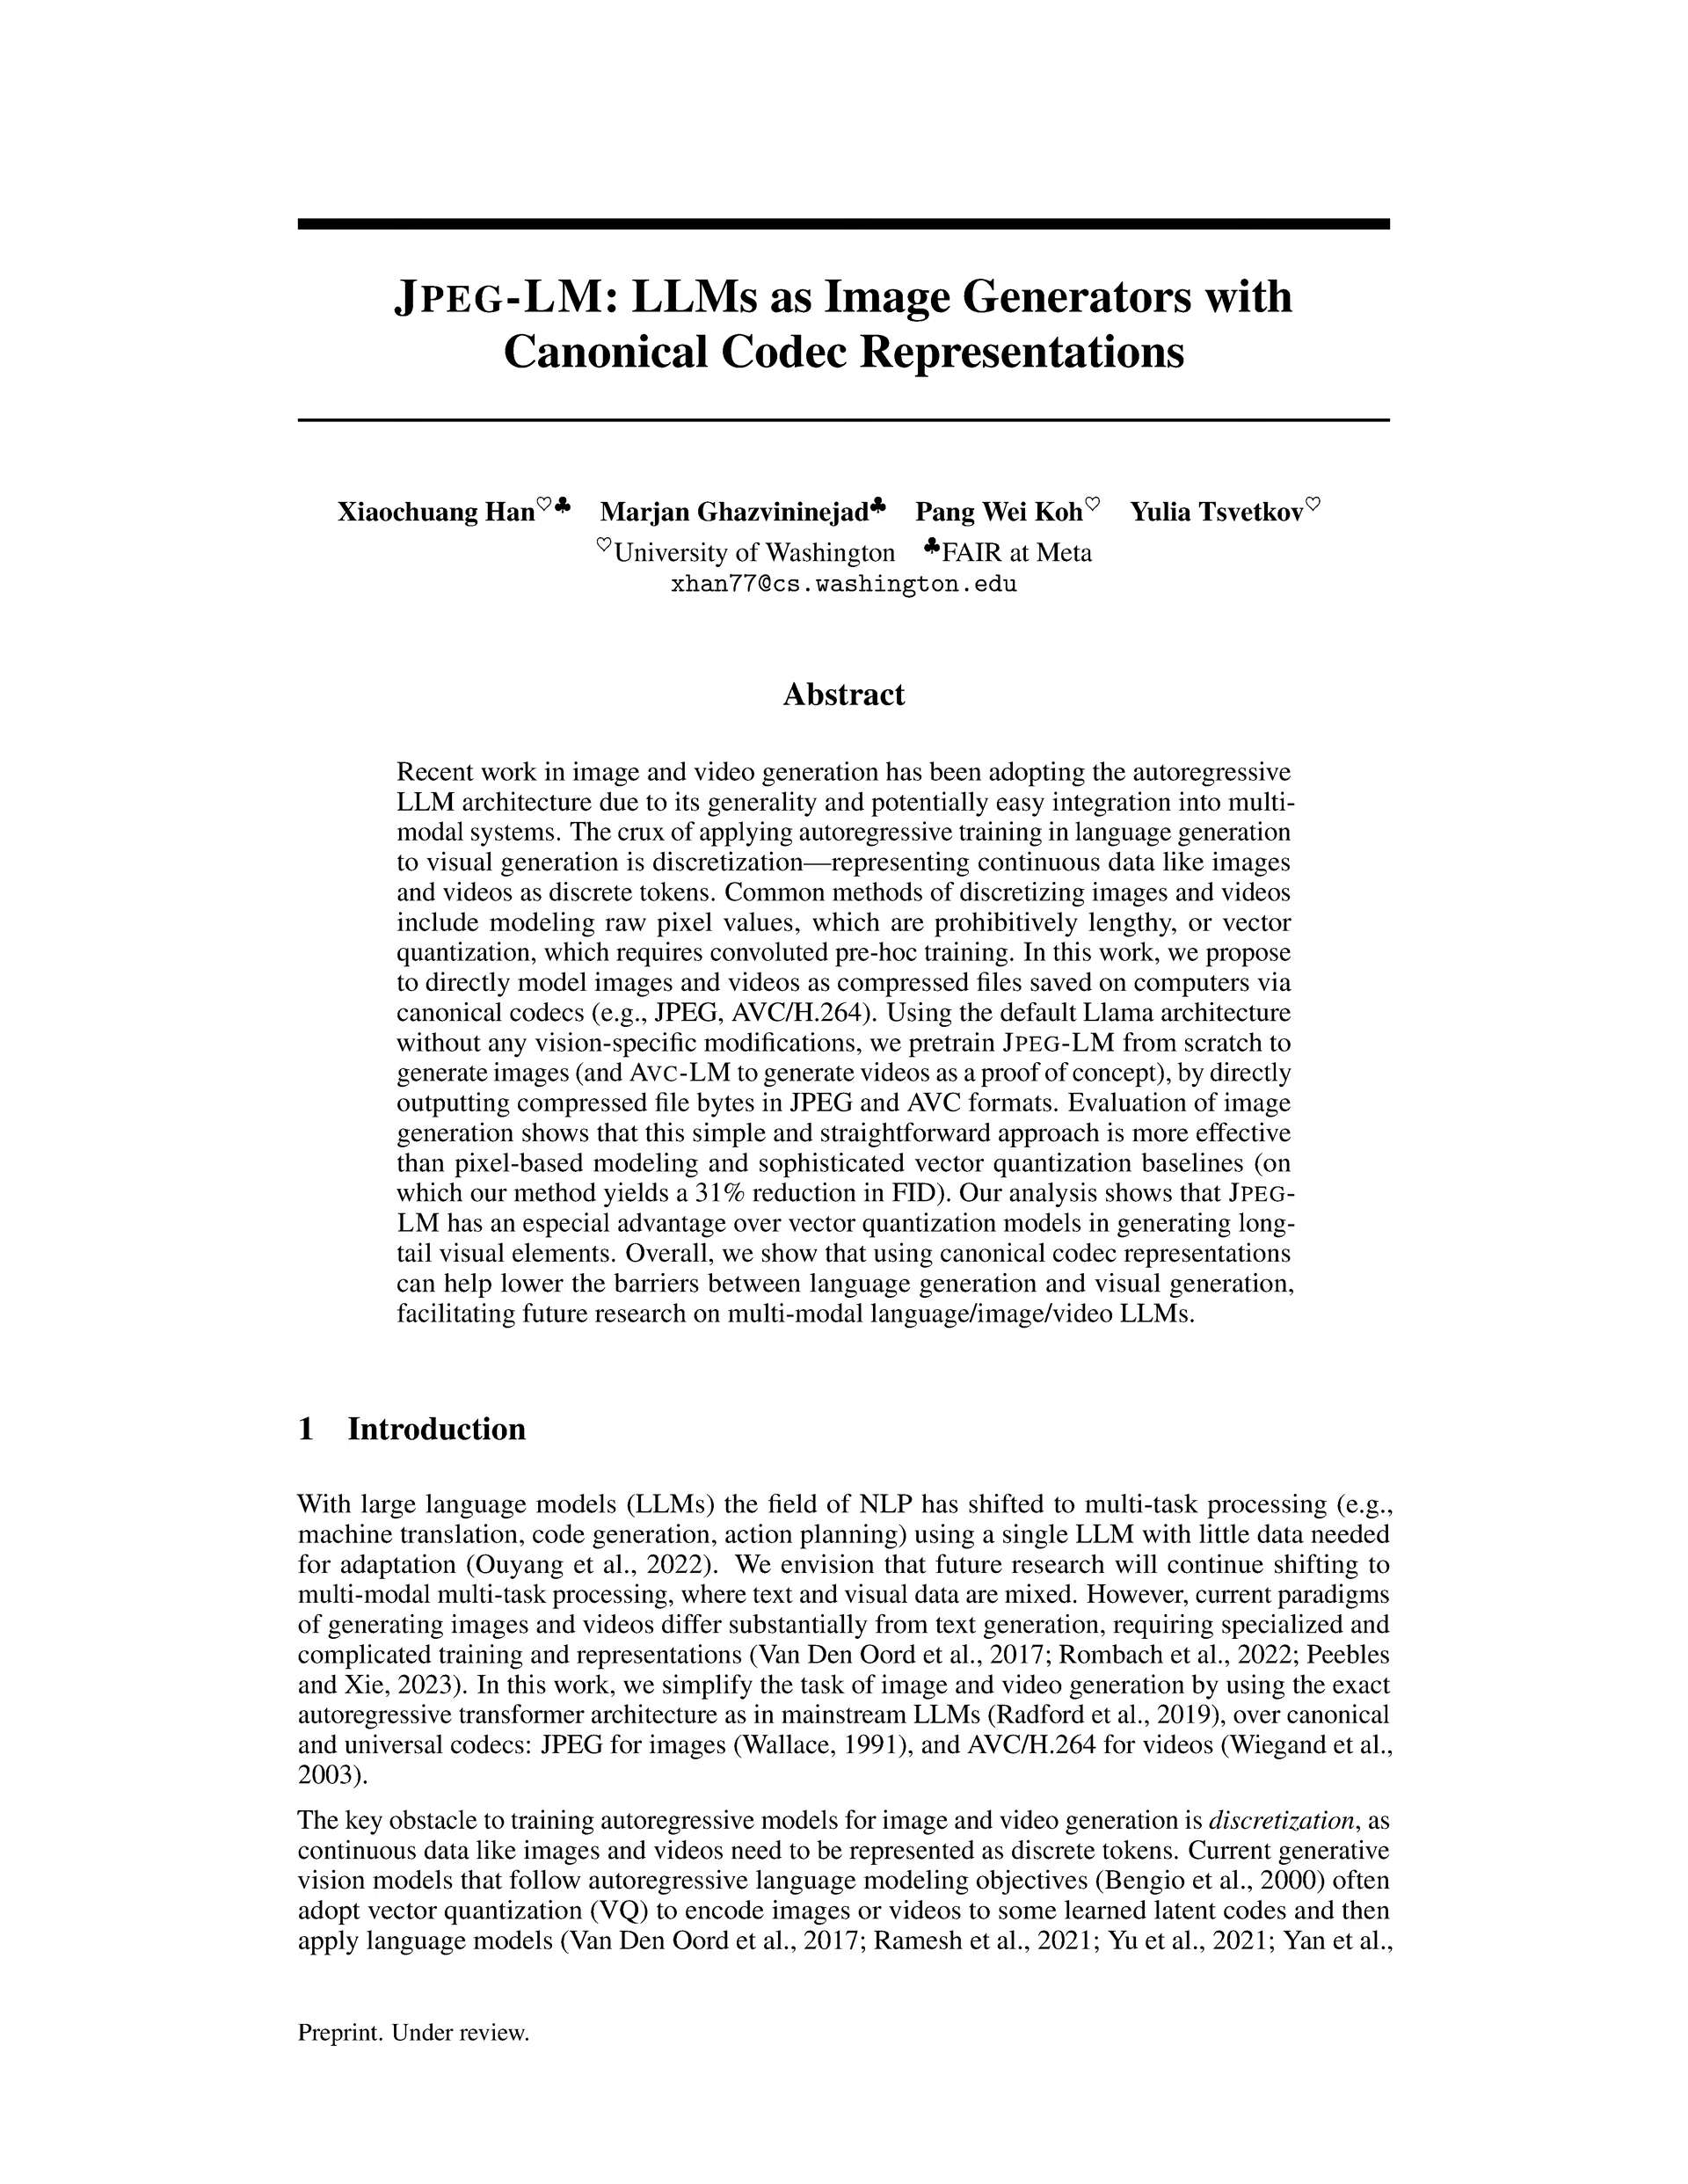 JPEG-LM: LLMs as Image Generators with
Canonical Codec Representations
Xiaochuang Han♡♣ Marjan Ghazvininejad♣ Pang Wei Koh♡ Yulia Tsvetkov♡
♡University of Washington ♣FAIR at Meta
xhan77@cs.washington.edu
Abstract
Recent work in image and video generation has been adopting the autoregressive
LLM architecture due to its generality and potentially easy integration into multi-
modal systems. The crux of applying autoregressive training in language generation
to visual generation is discretization—representing continuous data like images
and videos as discrete tokens. Common methods of discretizing images and videos
include modeling raw pixel values, which are prohibitively lengthy, or vector
quantization, which requires convoluted pre-hoc training. In this work, we propose
to directly model images and videos as compressed files saved on computers via
canonical codecs (e.g., JPEG, AVC/H.264). Using the default Llama architecture
without any vision-specific modifications, we pretrain JPEG-LM from scratch to
generate images (and AVC-LM to generate videos as a proof of concept), by directly
outputting compressed file bytes in JPEG and AVC formats. Evaluation of image
generation shows that this simple and straightforward approach is more effective
than pixel-based modeling and sophisticated vector quantization baselines (on
which our method yields a 31% reduction in FID). Our analysis shows that JPEG-
LM has an especial advantage over vector quantization models in generating long-
tail visual elements. Overall, we show that using canonical codec representations
can help lower the barriers between language generation and visual generation,
facilitating future research on multi-modal language/image/video LLMs.
1 Introduction
With large language models (LLMs) the field of NLP has shifted to multi-task processing (e.g.,
machine translation, code generation, action planning) using a single LLM with little data needed
for adaptation (Ouyang et al., 2022). We envision that future research will continue shifting to
multi-modal multi-task processing, where text and visual data are mixed. However, current paradigms
of generating images and videos differ substantially from text generation, requiring specialized and
complicated training and representations (Van Den Oord et al., 2017; Rombach et al., 2022; Peebles
and Xie, 2023). In this work, we simplify the task of image and video generation by using the exact
autoregressive transformer architecture as in mainstream LLMs (Radford et al., 2019), over canonical
and universal codecs: JPEG for images (Wallace, 1991), and AVC/H.264 for videos (Wiegand et al.,
2003).
The key obstacle to training autoregressive models for image and video generation is discretization, as
continuous data like images and videos need to be represented as discrete tokens. Current generative
vision models that follow autoregressive language modeling objectives (Bengio et al., 2000) often
adopt vector quantization (VQ) to encode images or videos to some learned latent codes and then
apply language models (Van Den Oord et al., 2017; Ramesh et al., 2021; Yu et al., 2021; Yan et al.,
Preprint. Under review.